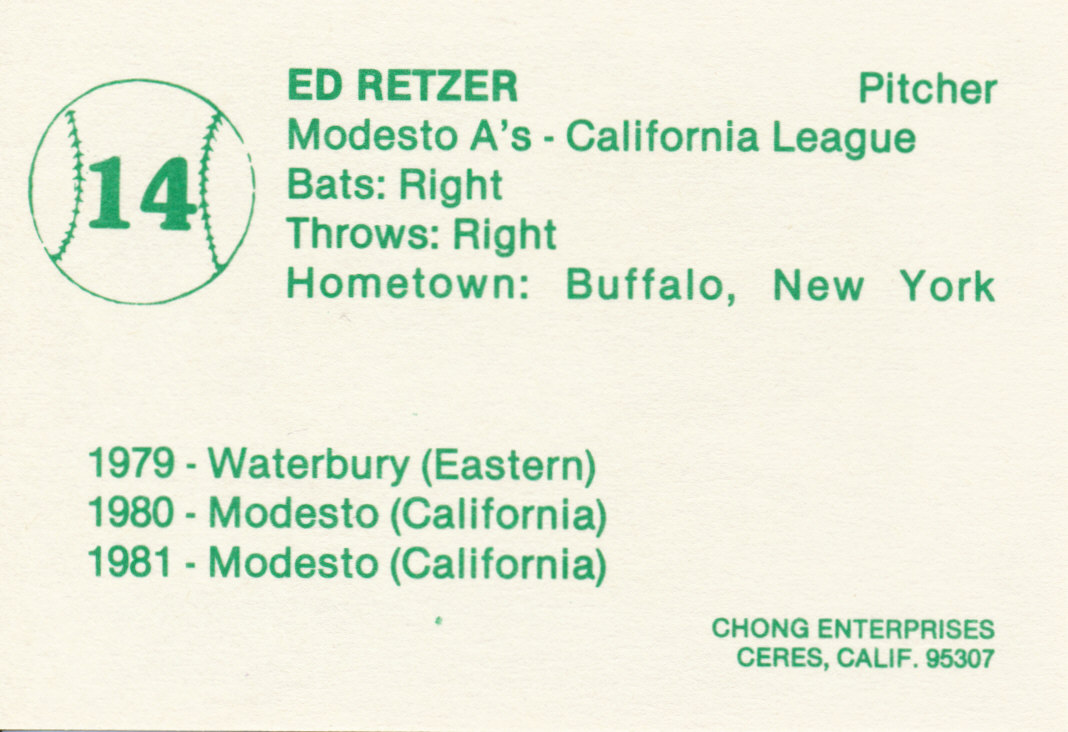 ED RETZER Pitcher
Modesto A's - California League
14
Bats: Right
Throws: Right
Hometown: Buffalo, New York
1979 - Waterbury (Eastern)
1980 - Modesto (California)
1981 - Modesto (California)
CHONG ENTERPRISES
CERES, CALIF. 95307